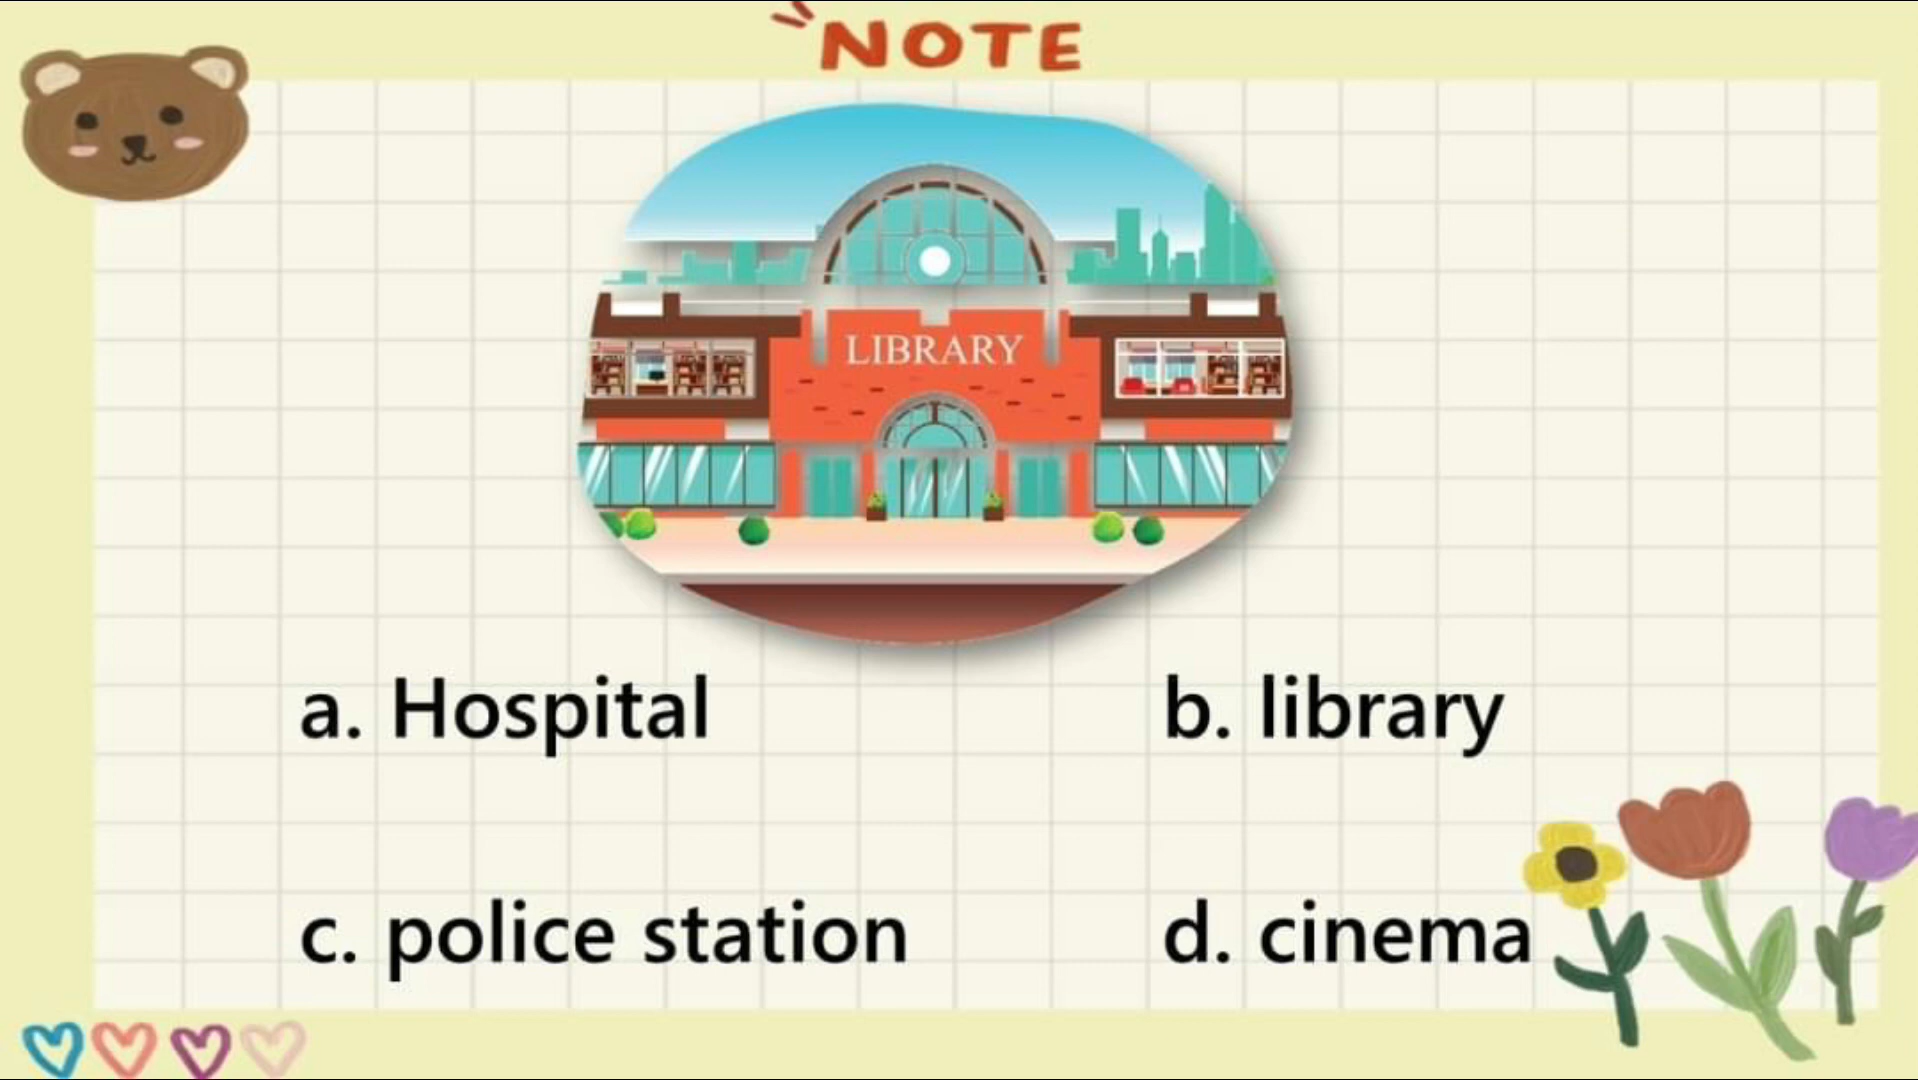 NOTE
LIBRARY
a. Hospital
b. library
c. police station
d. cinema